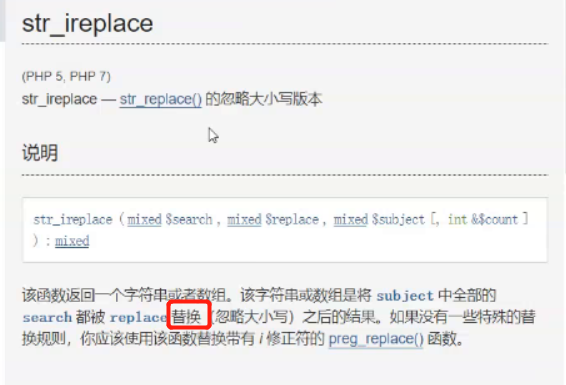 str_ireplace
(PHP 5, PHP 7)
str_ireplace — str_replace() 的忽略大小写版本
说明
str_ireplace ( mixed $search , mixed $replace , mixed $subject [, int &$count ]
) : mixed
该函数返回一个字符串或者数组。该字符串或数组是将 subject 中全部的
search 都被 replace 替换（忽略大小写）之后的结果。如果没有一些特殊的替
换规则，你应该使用该函数替换带有 i 修正符的 preg_replace() 函数。